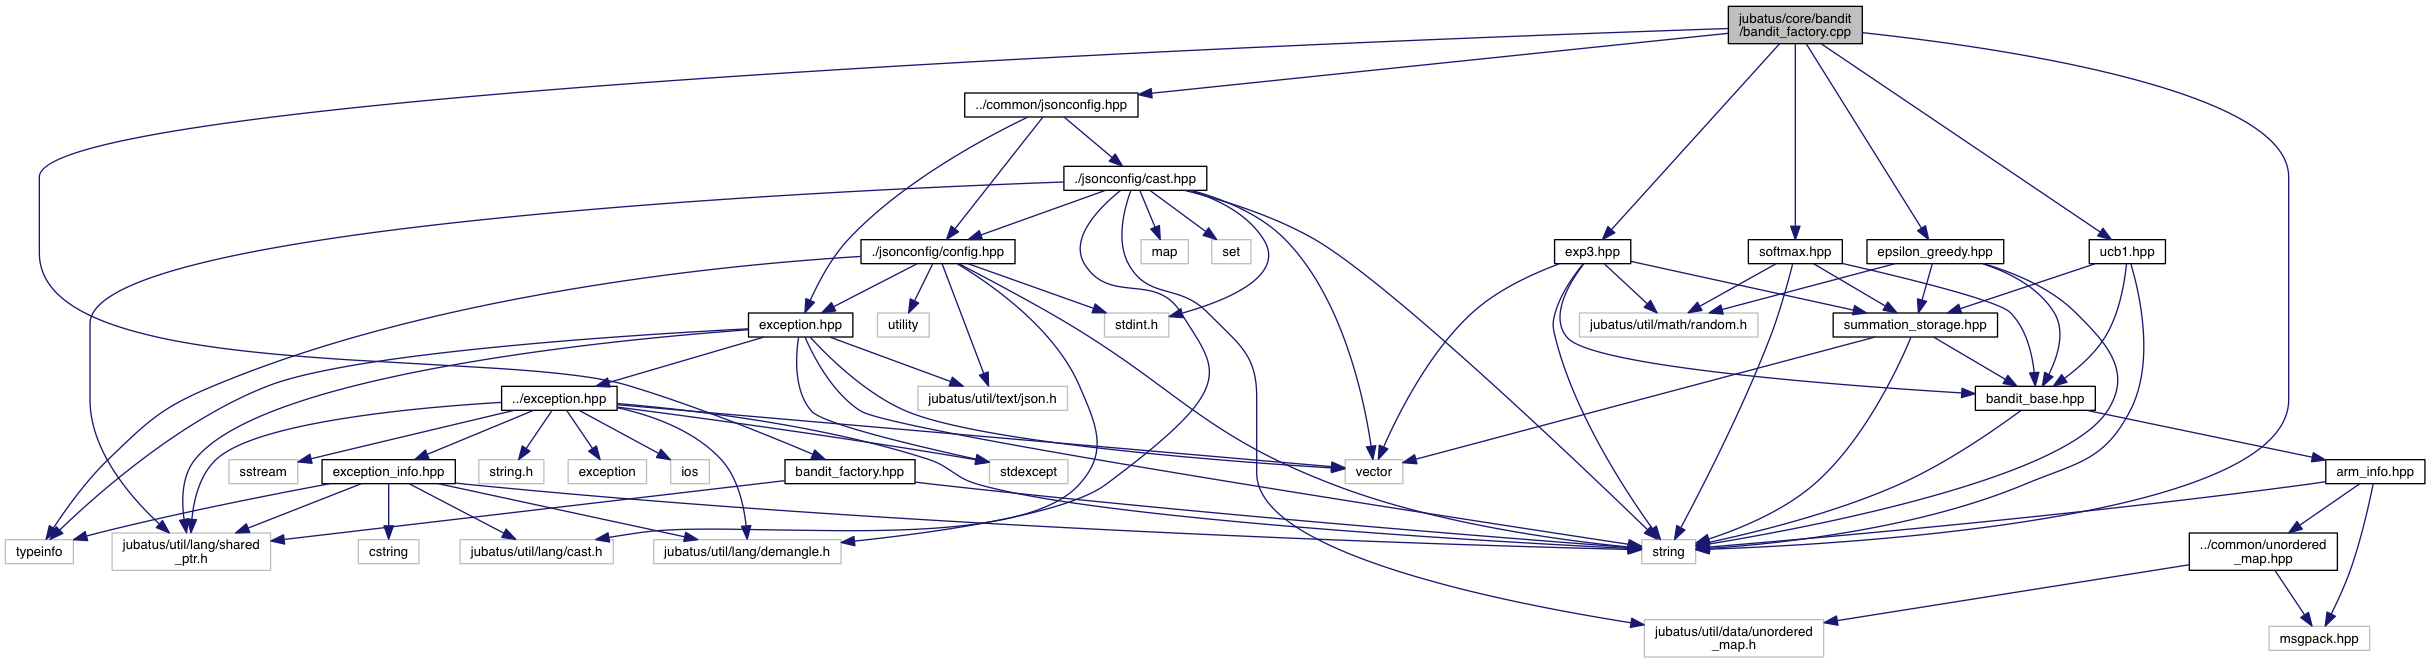 jubatus/core/bandit
/bandit_factory.cpp
../common/jsonconfig.hpp
./jsonconfig/cast.hpp
./jsonconfig/config.hpp
map
set
exp3.hpp
softmax.hpp
epsilon_greedy.hpp
ucb1.hpp
exception.hpp
utility
stdint.h
jubatus/util/math/random.h
summation_storage.hpp
../exception.hpp
jubatus/util/text/json.h
bandit_base.hpp
sstream
exception_info.hpp
string.h
exception
ios
bandit_factory.hpp
stdexcept
vector
arm_info.hpp
typeinfo
jubatus/util/lang/shared
_ptr.h
cstring
jubatus/util/lang/cast.h
jubatus/util/lang/demangle.h
string
../common/unordered
_map.hpp
jubatus/util/data/unordered
_map.h
msgpack.hpp